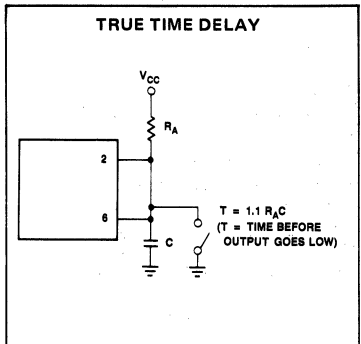 TRUE TIME DELAY
VCC
RA
2
6
C
T = 1.1 RAC
(T = TIME BEFORE
OUTPUT GOES LOW)